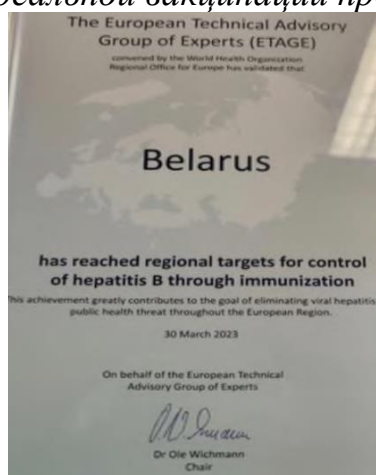 вакцинации
The European Technical Advisory
Group of Experts (ETAGE)
convened by the World Health Organization
Regional Office for Europe has validated that
Belarus
has reached regional targets for control
of hepatitis B through immunization
This achievement greatly contributes to the goal of eliminating viral hepatitis
public health threat throughout the European Region.
30 March 2023
On behalf of the European Technical
Advisory Group of Experts
Dr Ole Wichmann
Chair